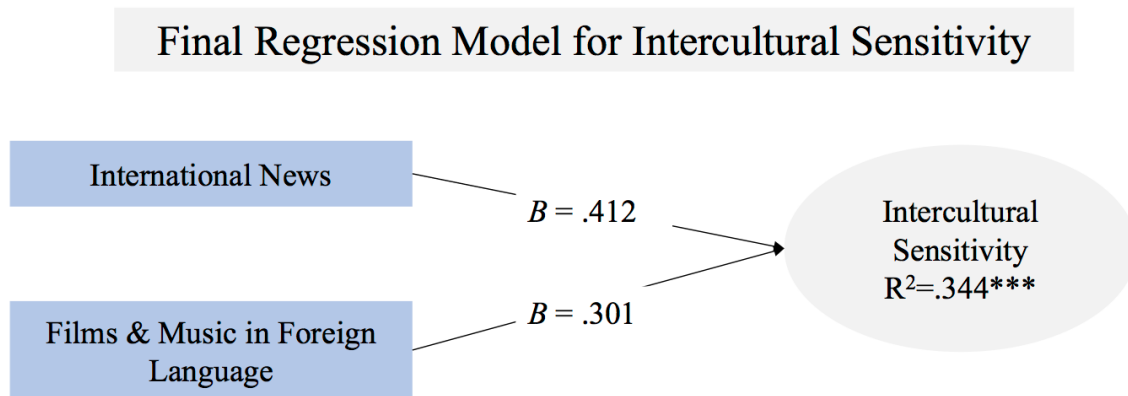 Final Regression Model for Intercultural Sensitivity
International News
B = .412
Intercultural
Sensitivity
R²=.344***
Films & Music in Foreign
Language
B = .301